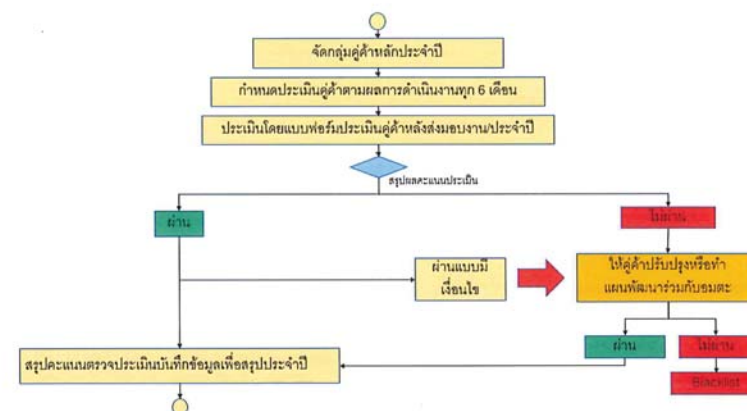 จัดกลุ่มคู่ค้าหลักประจำปี
กำหนดประเมินคู่ค้าตามผลการดำเนินงานทุก 6 เดือน
ประเมินโดยแบบฟอร์มประเมินคู่ค้าหลังส่งมอบงาน/ประจำปี
สรุปผลคะแนนประเมิน
ผ่าน
ไม่ผ่าน
ผ่านแบบมี
เงื่อนไข
ให้คู่ค้าปรับปรุงหรือทำ
แผนพัฒนาร่วมกับอมตะ
ผ่าน
ไม่ผ่าน
สรุปคะแนนตรวจประเมินบันทึกข้อมูลเพื่อสรุปประจำปี
Blacklist